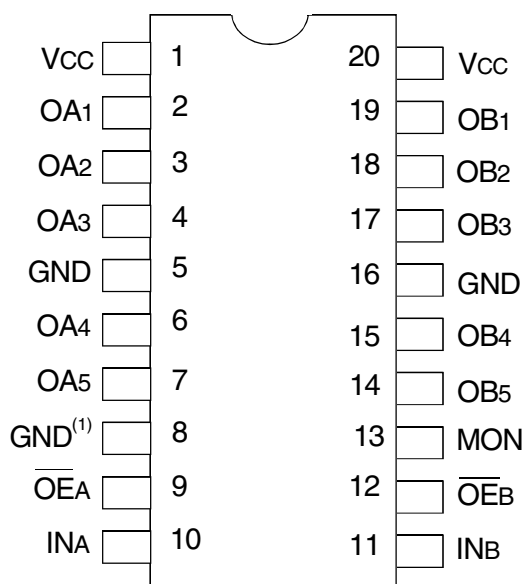 VCC 1 20 VCC
OA1 2 19 OB1
OA2 3 18 OB2
OA3 4 17 OB3
GND 5 16 GND
OA4 6 15 OB4
OA5 7 14 OB5
GND(1) 8 13 MON
O̅E̅A 9 12 O̅E̅B
INA 10 11 INB